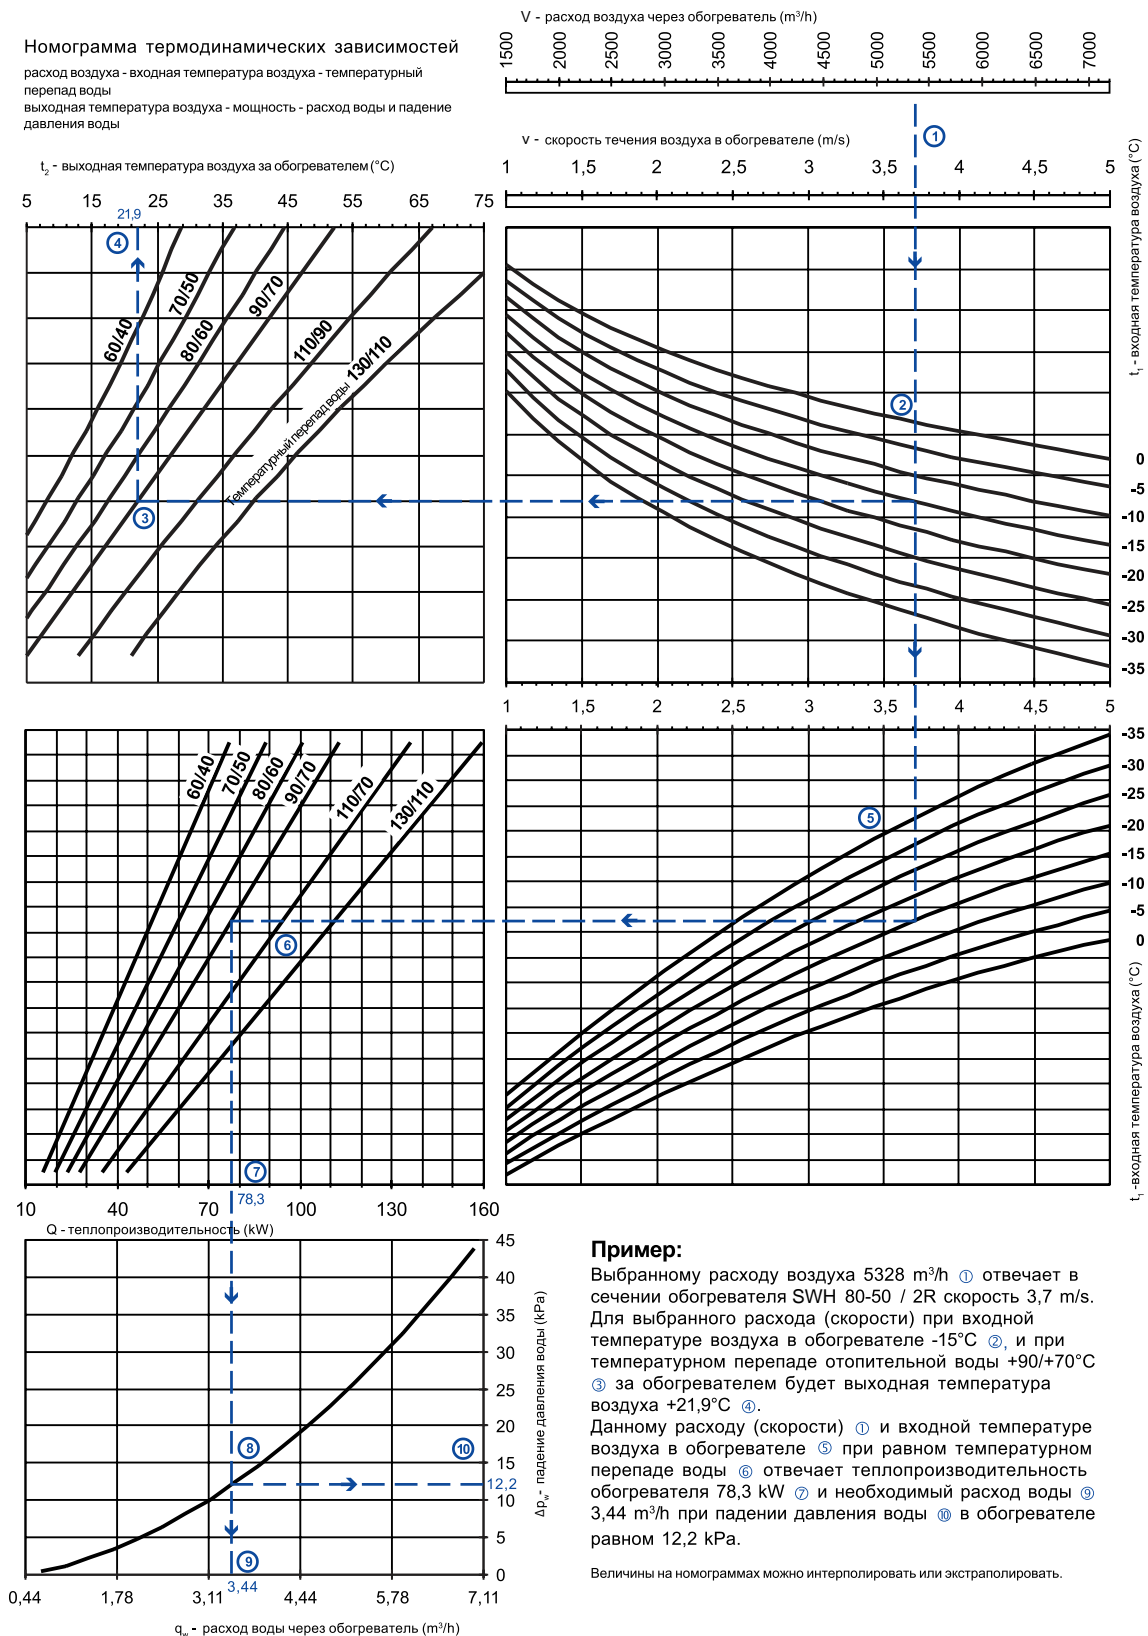 V - расход воздуха через обогреватель (m³/h)
1500 2000 2500 3000 3500 4000 4500 5000 5500 6000 6500 7000
Номограмма термодинамических зависимостей
расход воздуха - входная температура воздуха - температурный
перепад воды
выходная температура воздуха - мощность - расход воды и падение
давления воды
v - скорость течения воздуха в обогревателе (m/s)
①
1 1,5 2 2,5 3 3,5 4 4,5 5
t₂ - выходная температура воздуха за обогревателем (°C)
5 15 25 35 45 55 65 75
21,9
④
60/40
70/50
80/60
90/70
110/90
Температурный перепад воды 130/110
③
t₁ - входная температура воздуха (°C)
②
0
-5
-10
-15
-20
-25
-30
-35
1 1,5 2 2,5 3 3,5 4 4,5 5
60/40
70/50
80/60
90/70
110/70
130/110
⑥
⑦
⑤
-35
-30
-25
-20
-15
-10
-5
0
t₁ -входная температура воздуха (°C)
10 40 70 78,3 100 130 160
Q - теплопроизводительность (kW)
45
40
35
30
25
20
15
12,2
10
5
0
Δp_w - падение давления воды (kPa)
⑧
⑩
⑨
0,44 1,78 3,11 3,44 4,44 5,78 7,11
q_w - расход воды через обогреватель (m³/h)
Пример:
Выбранному расходу воздуха 5328 m³/h ① отвечает в
сечении обогревателя SWH 80-50 / 2R скорость 3,7 m/s.
Для выбранного расхода (скорости) при входной
температуре воздуха в обогревателе -15°C ②, и при
температурном перепаде отопительной воды +90/+70°C
③ за обогревателем будет выходная температура
воздуха +21,9°C ④.
Данному расходу (скорости) ① и входной температуре
воздуха в обогревателе ⑤ при равном температурном
перепаде воды ⑥ отвечает теплопроизводительность
обогревателя 78,3 kW ⑦ и необходимый расход воды ⑨
3,44 m³/h при падении давления воды ⑩ в обогревателе
равном 12,2 kPa.
Величины на номограммах можно интерполировать или экстраполировать.